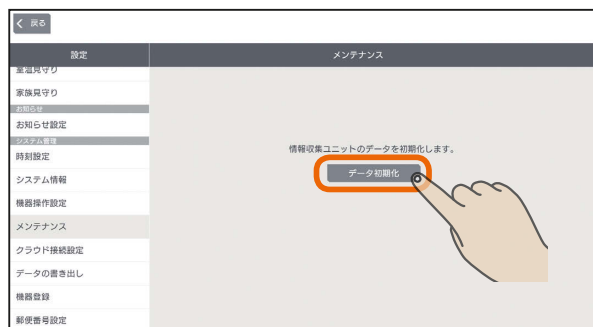 戻る
設定
メンテナンス
室温見守り
家族見守り
お知らせ
お知らせ設定
システム管理
時刻設定
システム情報
機器操作設定
メンテナンス
クラウド接続設定
データの書き出し
機器登録
郵便番号設定
情報収集ユニットのデータを初期化します。
データ初期化